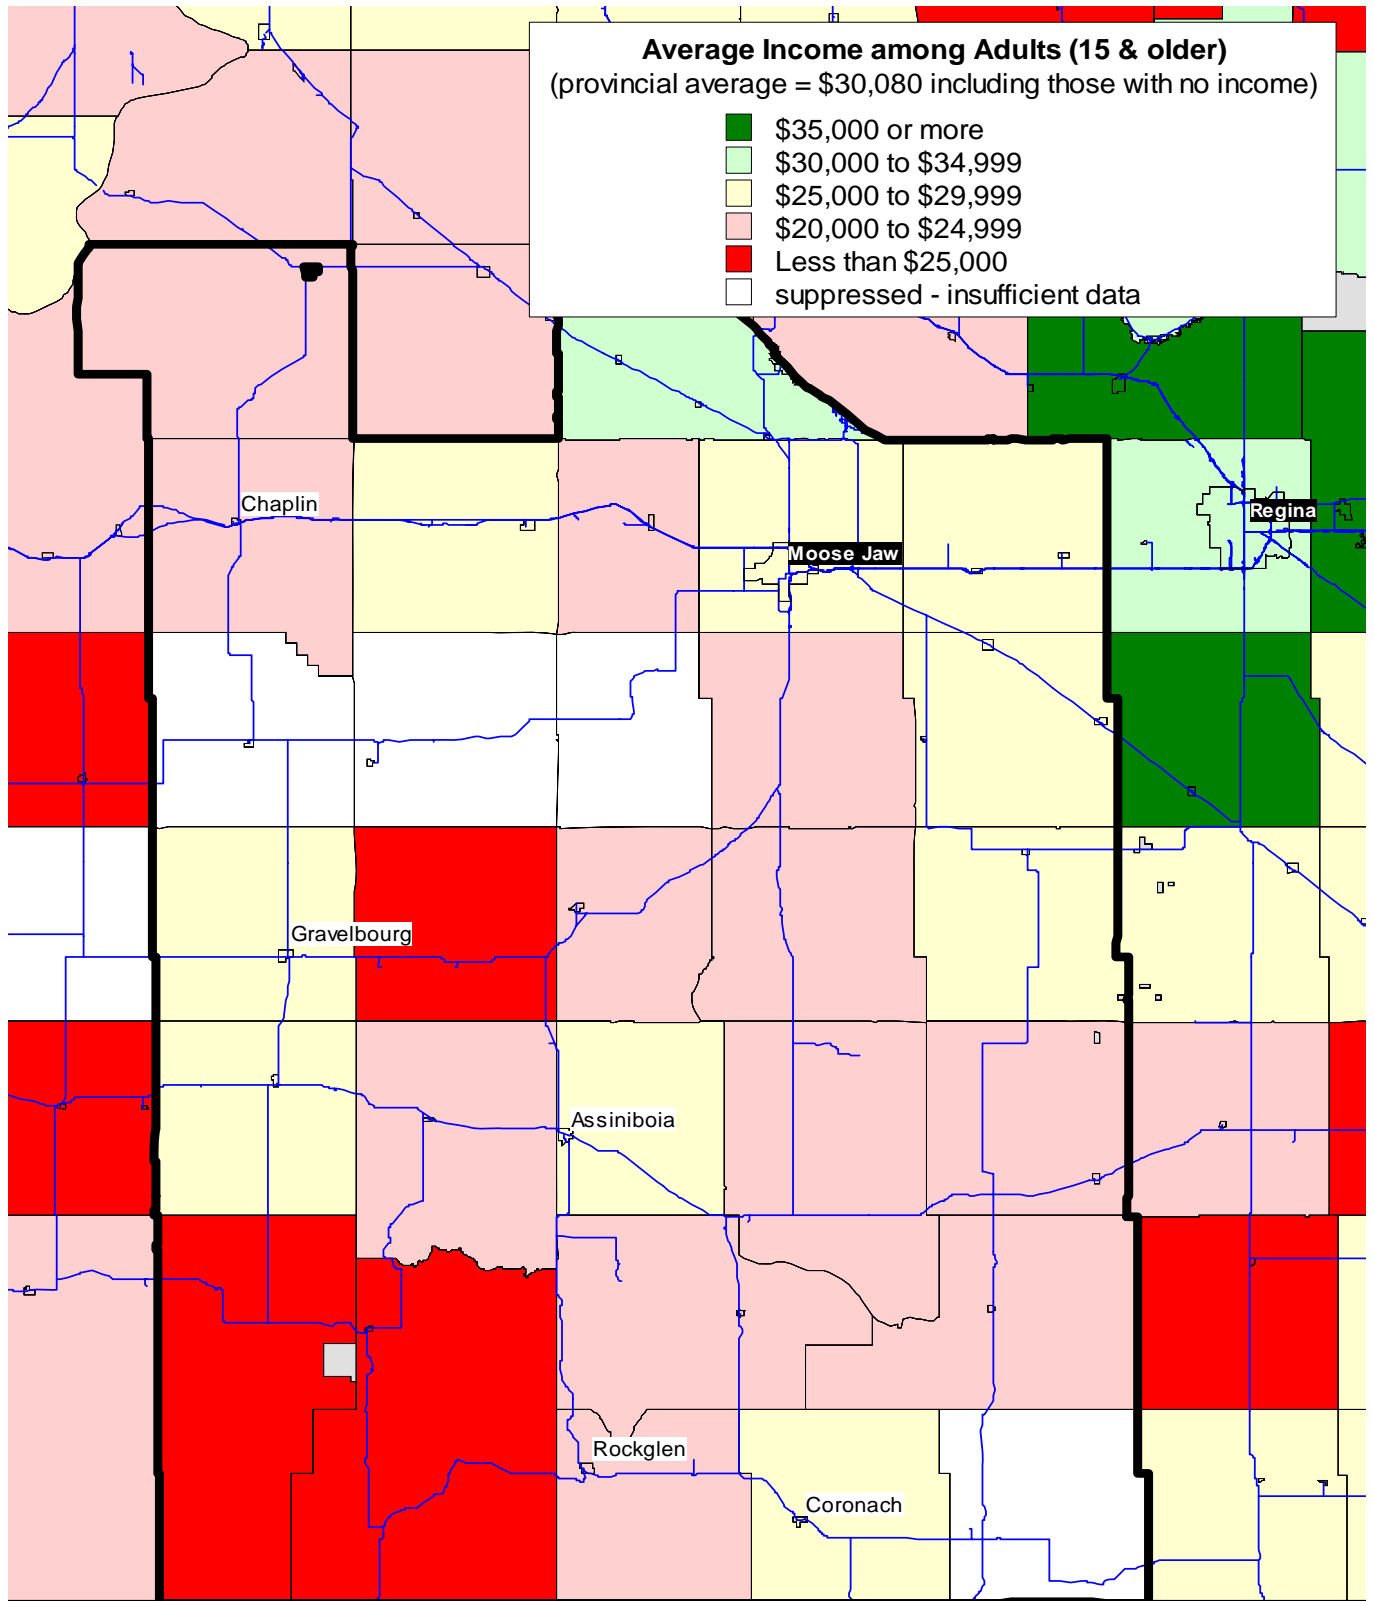 Average Income among Adults (15 & older)
(provincial average = $30,080 including those with no income)
$35,000 or more
$30,000 to $34,999
$25,000 to $29,999
$20,000 to $24,999
Less than $25,000
suppressed - insufficient data
Chaplin
Regina
Moose Jaw
Gravelbourg
Assiniboia
Rockglen
Coronach